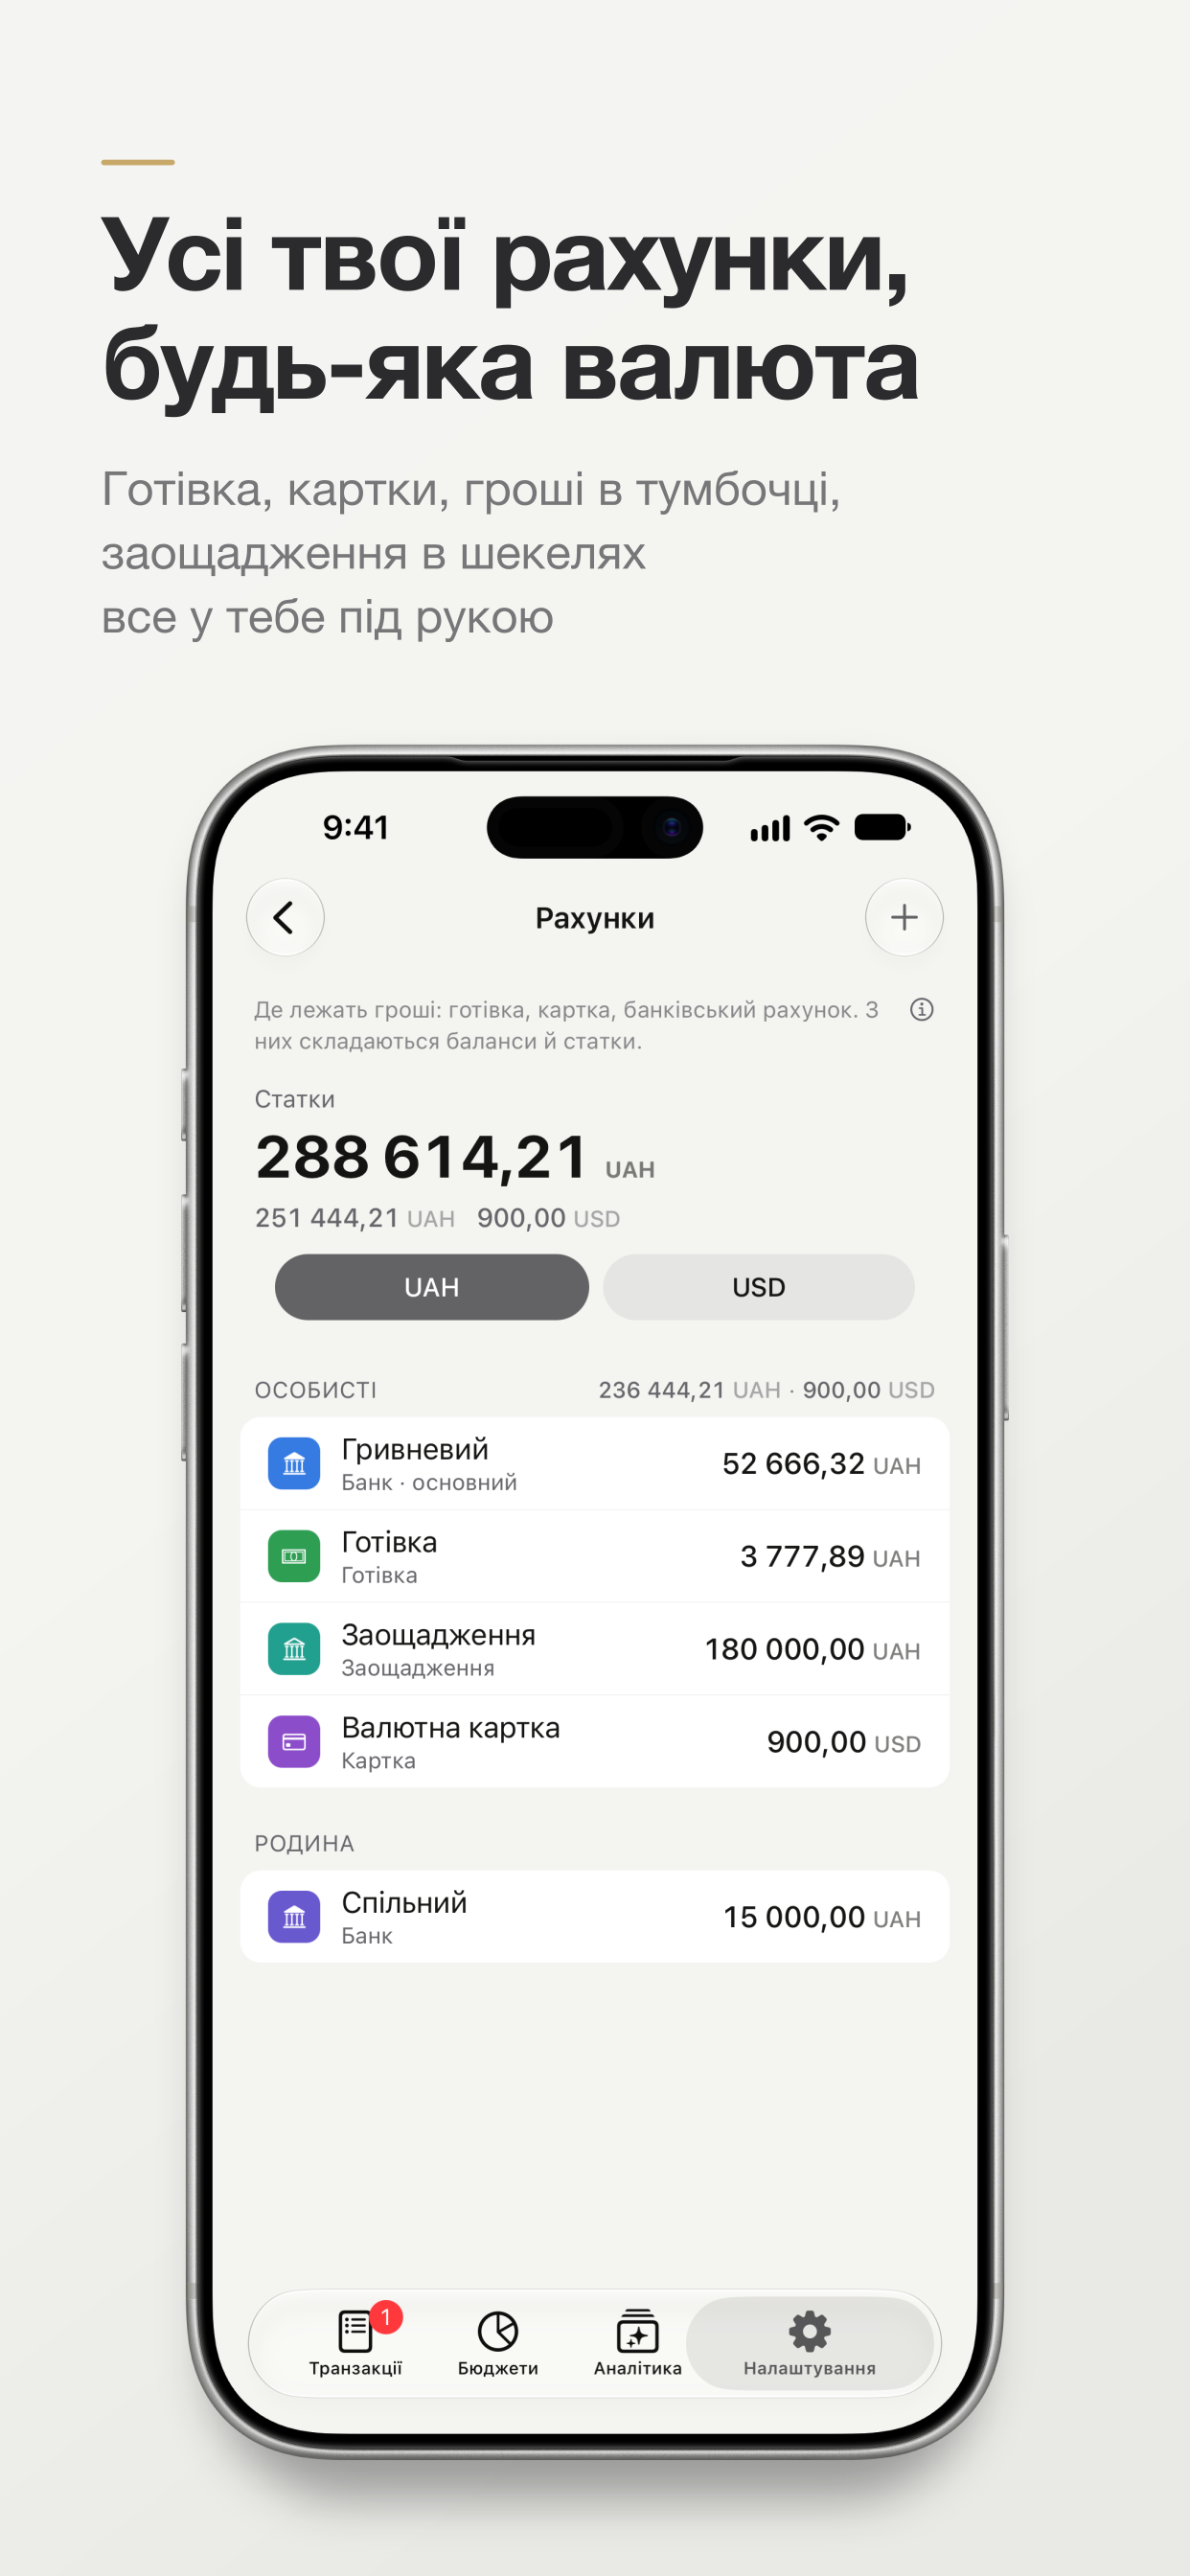 Усі твої рахунки,
будь-яка валюта
Готівка, картки, гроші в тумбочці,
заощадження в шекелях
все у тебе під рукою
9:41
Рахунки
Де лежать гроші: готівка, картка, банківський рахунок. З
них складаються баланси й статки.
Статки
288 614,21 UAH
251 444,21 UAH 900,00 USD
UAH USD
ОСОБИСТІ 236 444,21 UAH · 900,00 USD
Гривневий
Банк · основний
52 666,32 UAH
Готівка
Готівка
3 777,89 UAH
Заощадження
Заощадження
180 000,00 UAH
Валютна картка
Картка
900,00 USD
РОДИНА
Спільний
Банк
15 000,00 UAH
1
Транзакції Бюджети Аналітика Налаштування